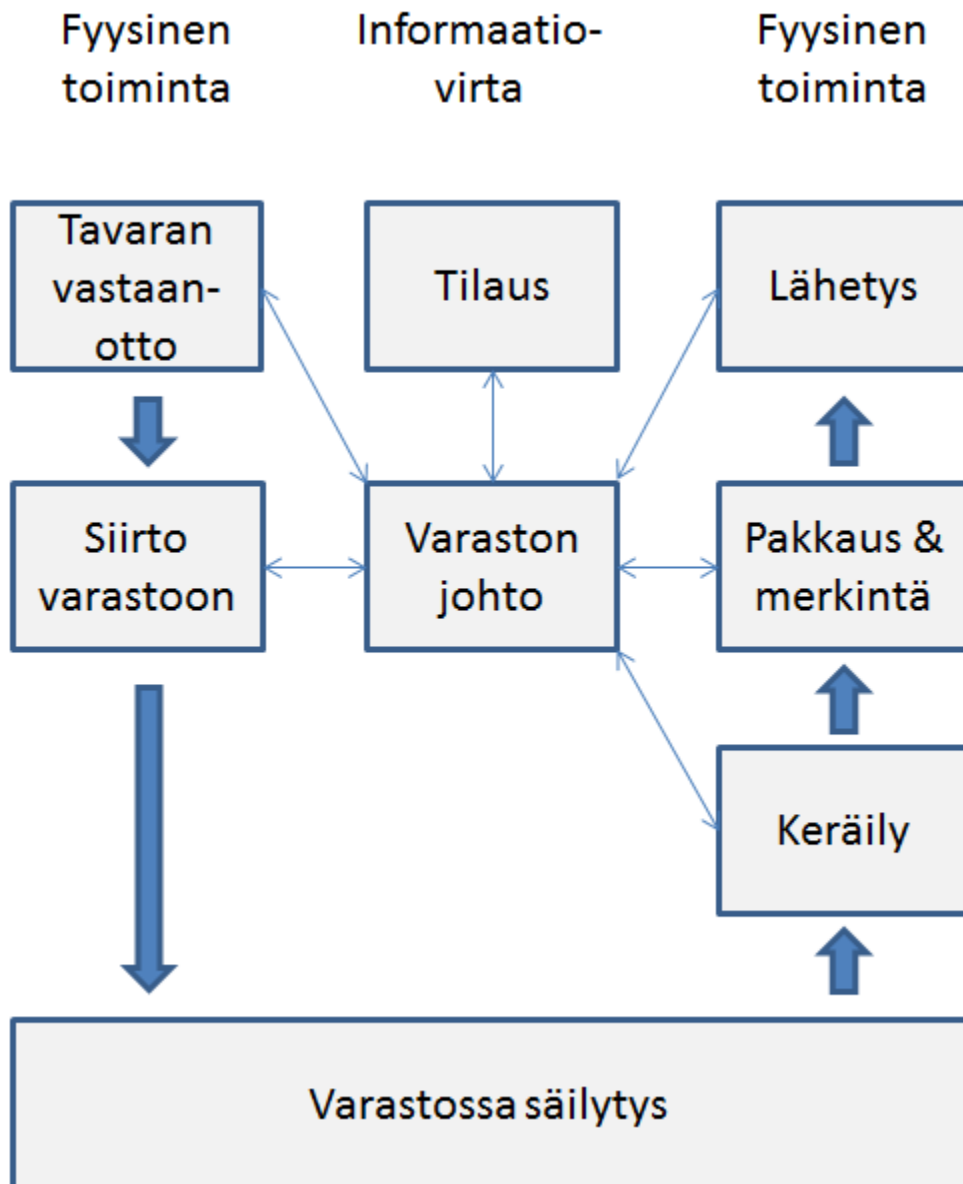 Fyysinen
toiminta
Informaatio-
virta
Fyysinen
toiminta
Tavaran
vastaan-
otto
Tilaus
Lähetys
Siirto
varastoon
Varaston
johto
Pakkaus &
merkintä
Keräily
Varastossa säilytys